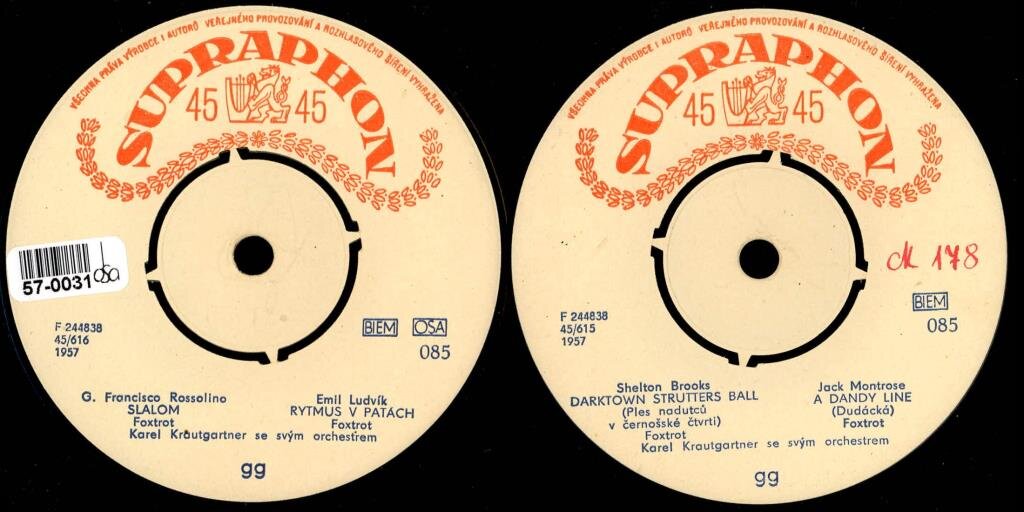 VŠECHNA PRÁVA VÝROBCE I AUTORŮ VEŘEJNÉHO PROVOZOVÁNÍ A ROZHLASOVÉHO ŠÍŘENÍ VYHRAŽENA
SUPRAPHON
45 45
57-0031
osa
F 244838
45/616
1957
BIEM OSA
085
G. Francisco Rossolino
SLALOM
Foxtrot
Emil Ludvík
RYTMUS V PATÁCH
Foxtrot
Karel Krautgartner se svým orchestrem
gg
VŠECHNA PRÁVA VÝROBCE I AUTORŮ VEŘEJNÉHO PROVOZOVÁNÍ A ROZHLASOVÉHO ŠÍŘENÍ VYHRAŽENA
SUPRAPHON
45 45
178
F 244838
45/615
1957
BIEM
085
Shelton Brooks
DARKTOWN STRUTTERS BALL
(Ples nadutců
v černošské čtvrti)
Foxtrot
Jack Montrose
A DANDY LINE
(Dudácká)
Foxtrot
Karel Krautgartner se svým orchestrem
gg